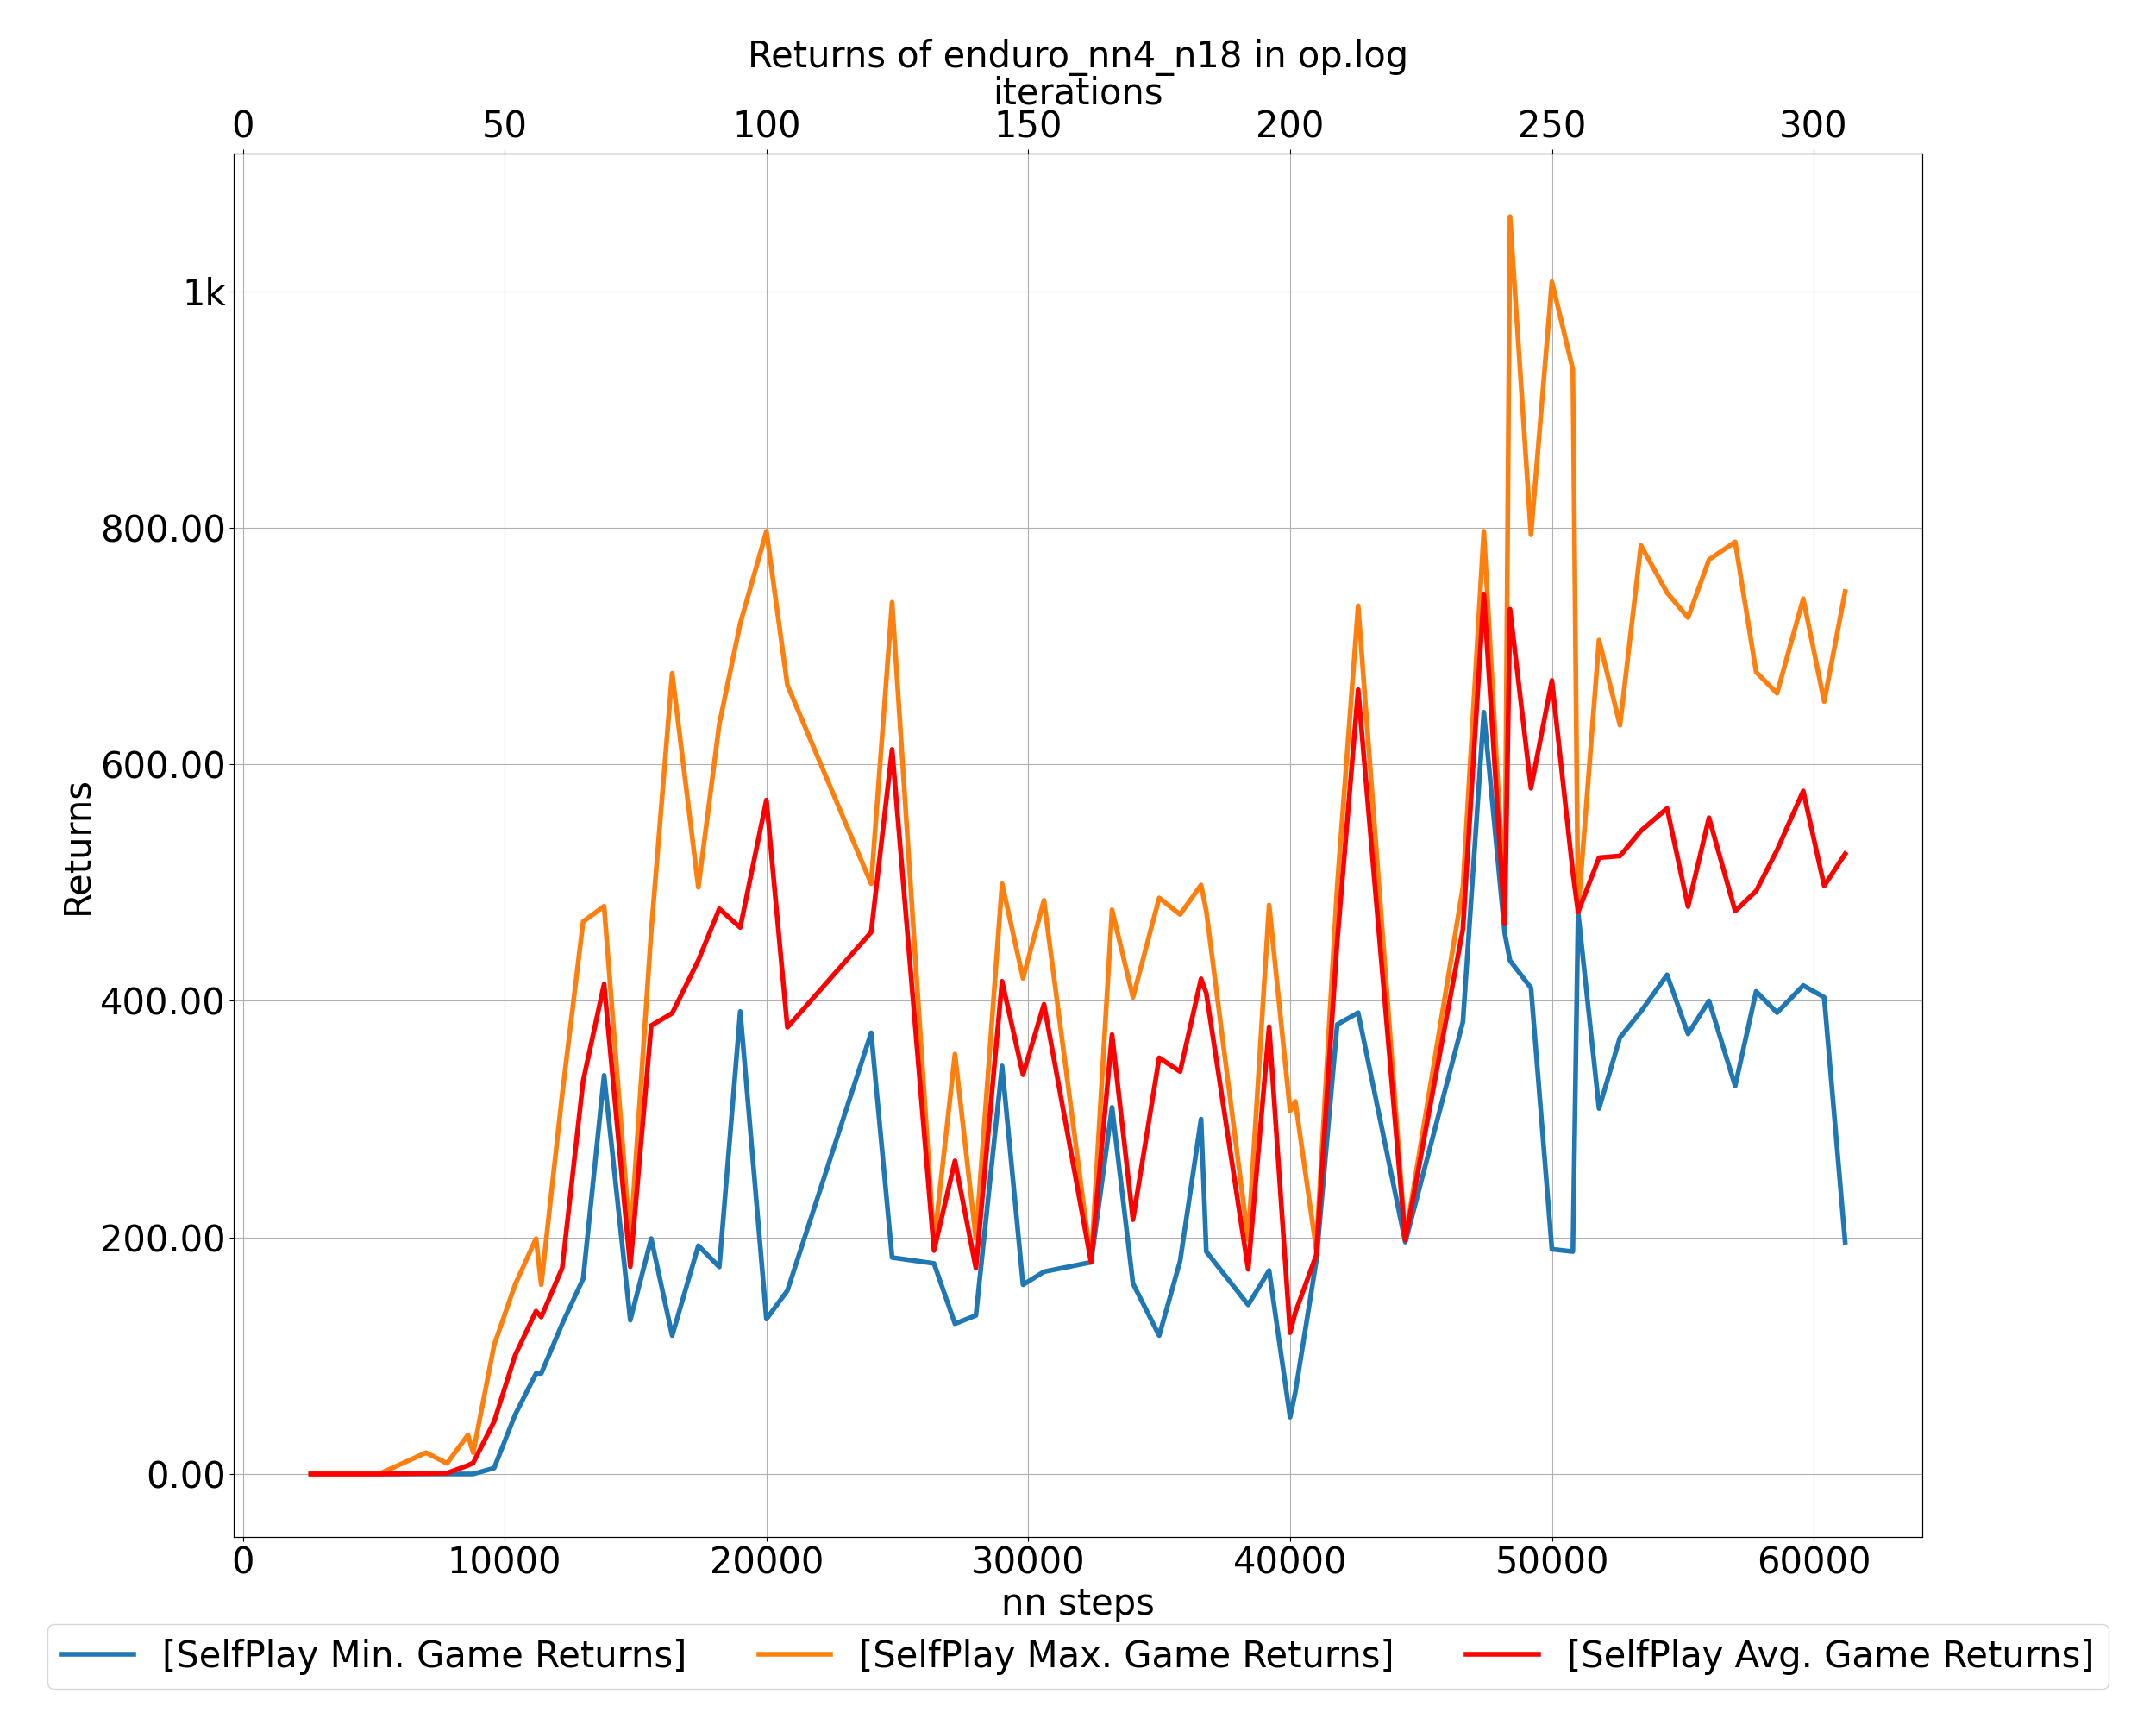 Returns of enduro_nm4_n18 in op.log
iterations
0 50 100 150 200 250 300
1k
800.00
600.00
400.00
200.00
0.00
Returns
0 10000 20000 30000 40000 50000 60000
nn steps
[SelfPlay Min. Game Returns] [SelfPlay Max. Game Returns] [SelfPlay Avg. Game Returns]